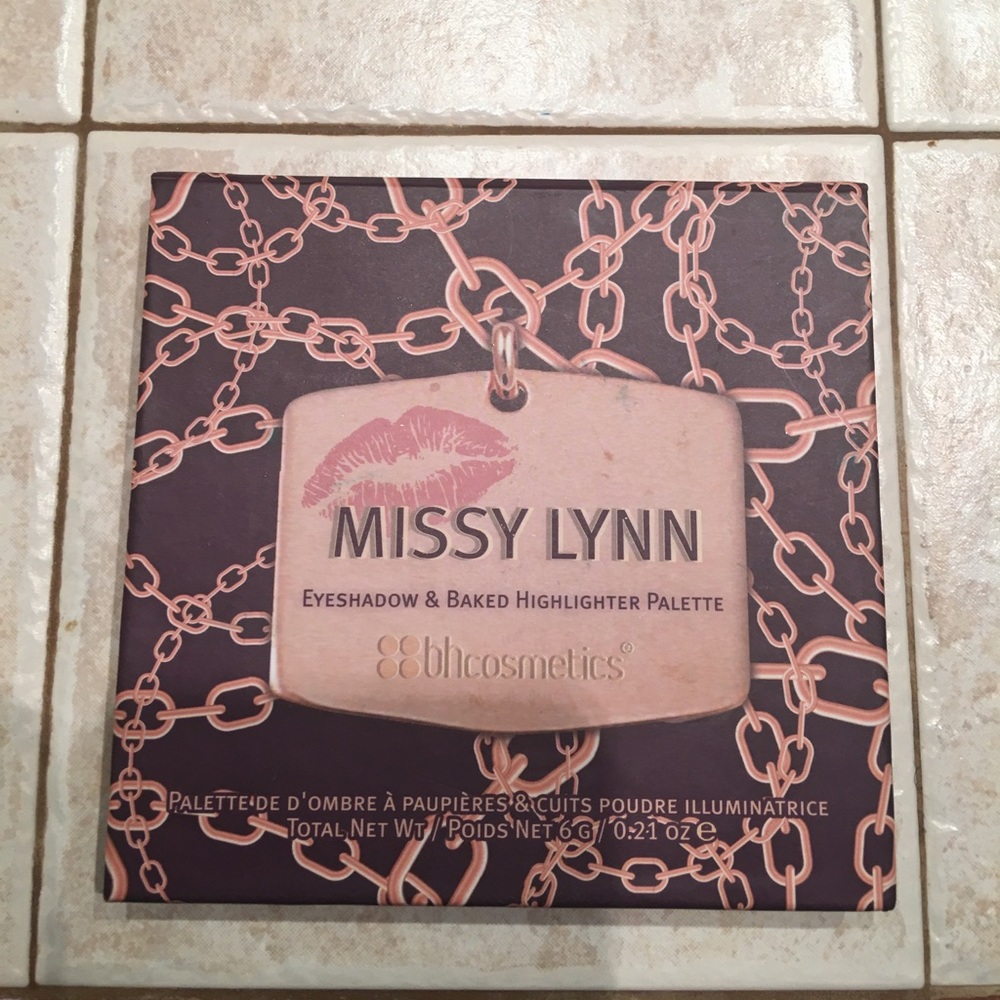 MISSY LYNN
EYESHADOW & BAKED HIGHLIGHTER PALETTE
bhcosmetics®
PALETTE DE D'OMBRE À PAUPIÈRES & CUITS POUDRE ILLUMINATRICE
TOTAL NET WT / POIDS NET 6 G / 0.21 OZ ℮